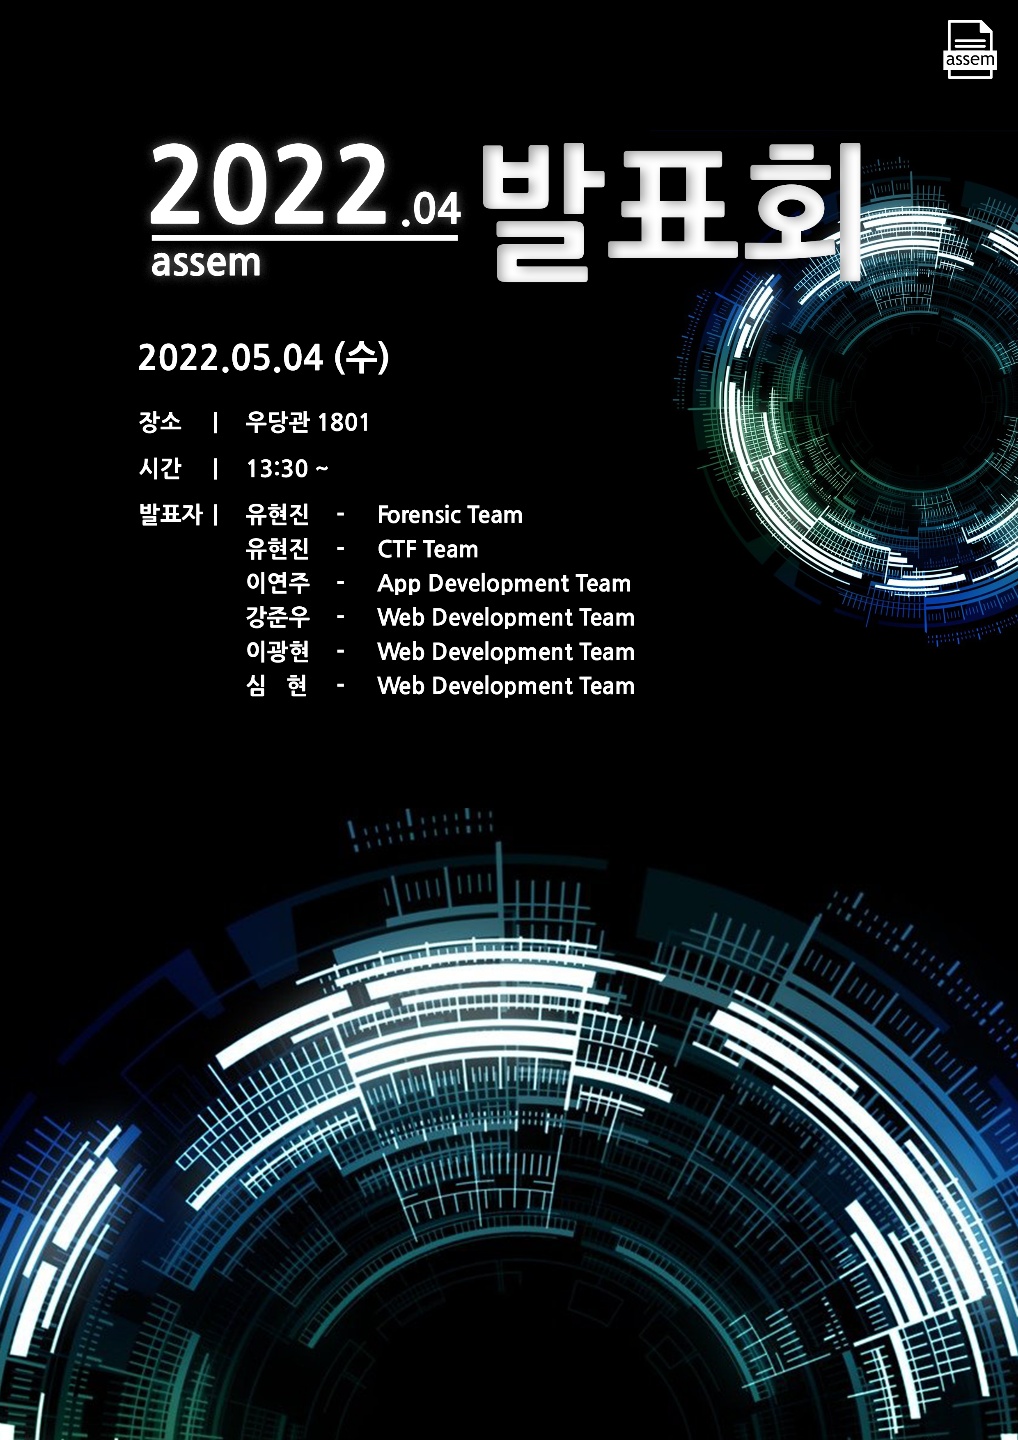 assem
2022.04 발표회
assem
2022.05.04 (수)
장소 | 우당관 1801
시간 | 13:30 ~
발표자 | 유현진 - Forensic Team
유현진 - CTF Team
이연주 - App Development Team
강준우 - Web Development Team
이광현 - Web Development Team
심 현 - Web Development Team